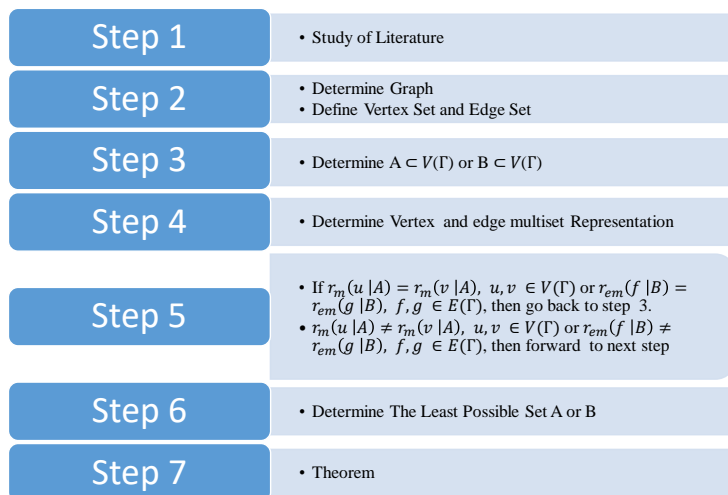 Step 1
• Study of Literature
Step 2
• Determine Graph
• Define Vertex Set and Edge Set
Step 3
• Determine A ⊂ V(Γ) or B ⊂ V(Γ)
Step 4
• Determine Vertex and edge multiset Representation
Step 5
• If r_m(u |A) = r_m(v |A), u, v ∈ V(Γ) or r_em(f |B) =
r_em(g |B), f, g ∈ E(Γ), then go back to step 3.
• r_m(u |A) ≠ r_m(v |A), u, v ∈ V(Γ) or r_em(f |B) ≠
r_em(g |B), f, g ∈ E(Γ), then forward to next step
Step 6
• Determine The Least Possible Set A or B
Step 7
• Theorem